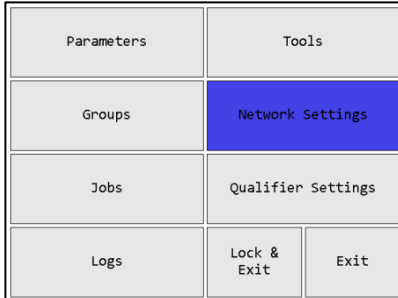 Parameters
Tools
Groups
Network Settings
Jobs
Qualifier Settings
Logs
Lock &
Exit
Exit